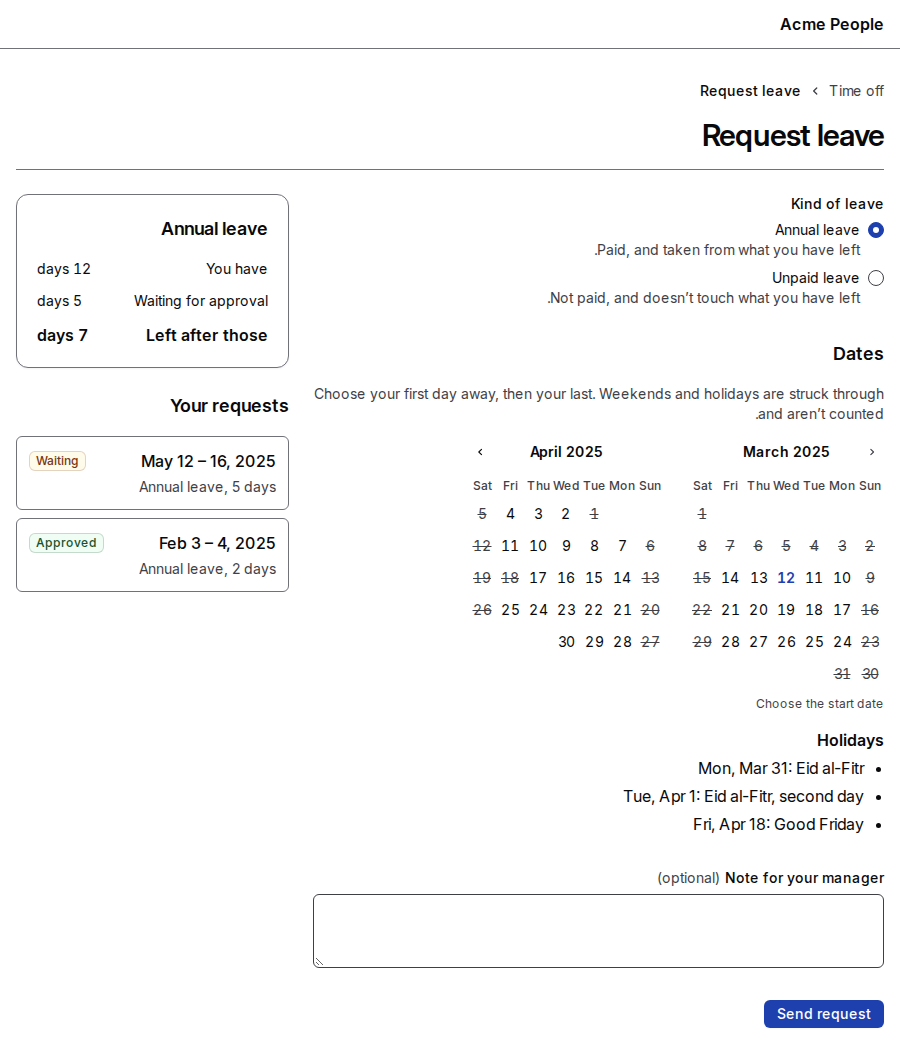 Acme People
Request leave ‹ Time off
Request leave
Kind of leave
Annual leave
.Paid, and taken from what you have left
Unpaid leave
.Not paid, and doesn’t touch what you have left
Dates
Choose your first day away, then your last. Weekends and holidays are struck through
.and aren’t counted
March 2025 ›
Sat Fri Thu Wed Tue Mon Sun
1
8 7 6 5 4 3 2
15 14 13 12 11 10 9
22 21 20 19 18 17 16
29 28 27 26 25 24 23
31 30
‹ April 2025
Sat Fri Thu Wed Tue Mon Sun
5 4 3 2 1
12 11 10 9 8 7 6
19 18 17 16 15 14 13
26 25 24 23 22 21 20
30 29 28 27
Choose the start date
Holidays
Mon, Mar 31: Eid al-Fitr •
Tue, Apr 1: Eid al-Fitr, second day •
Fri, Apr 18: Good Friday •
(optional) Note for your manager
Send request
Annual leave
days 12 You have
days 5 Waiting for approval
days 7 Left after those
Your requests
Waiting May 12 – 16, 2025
Annual leave, 5 days
Approved Feb 3 – 4, 2025
Annual leave, 2 days